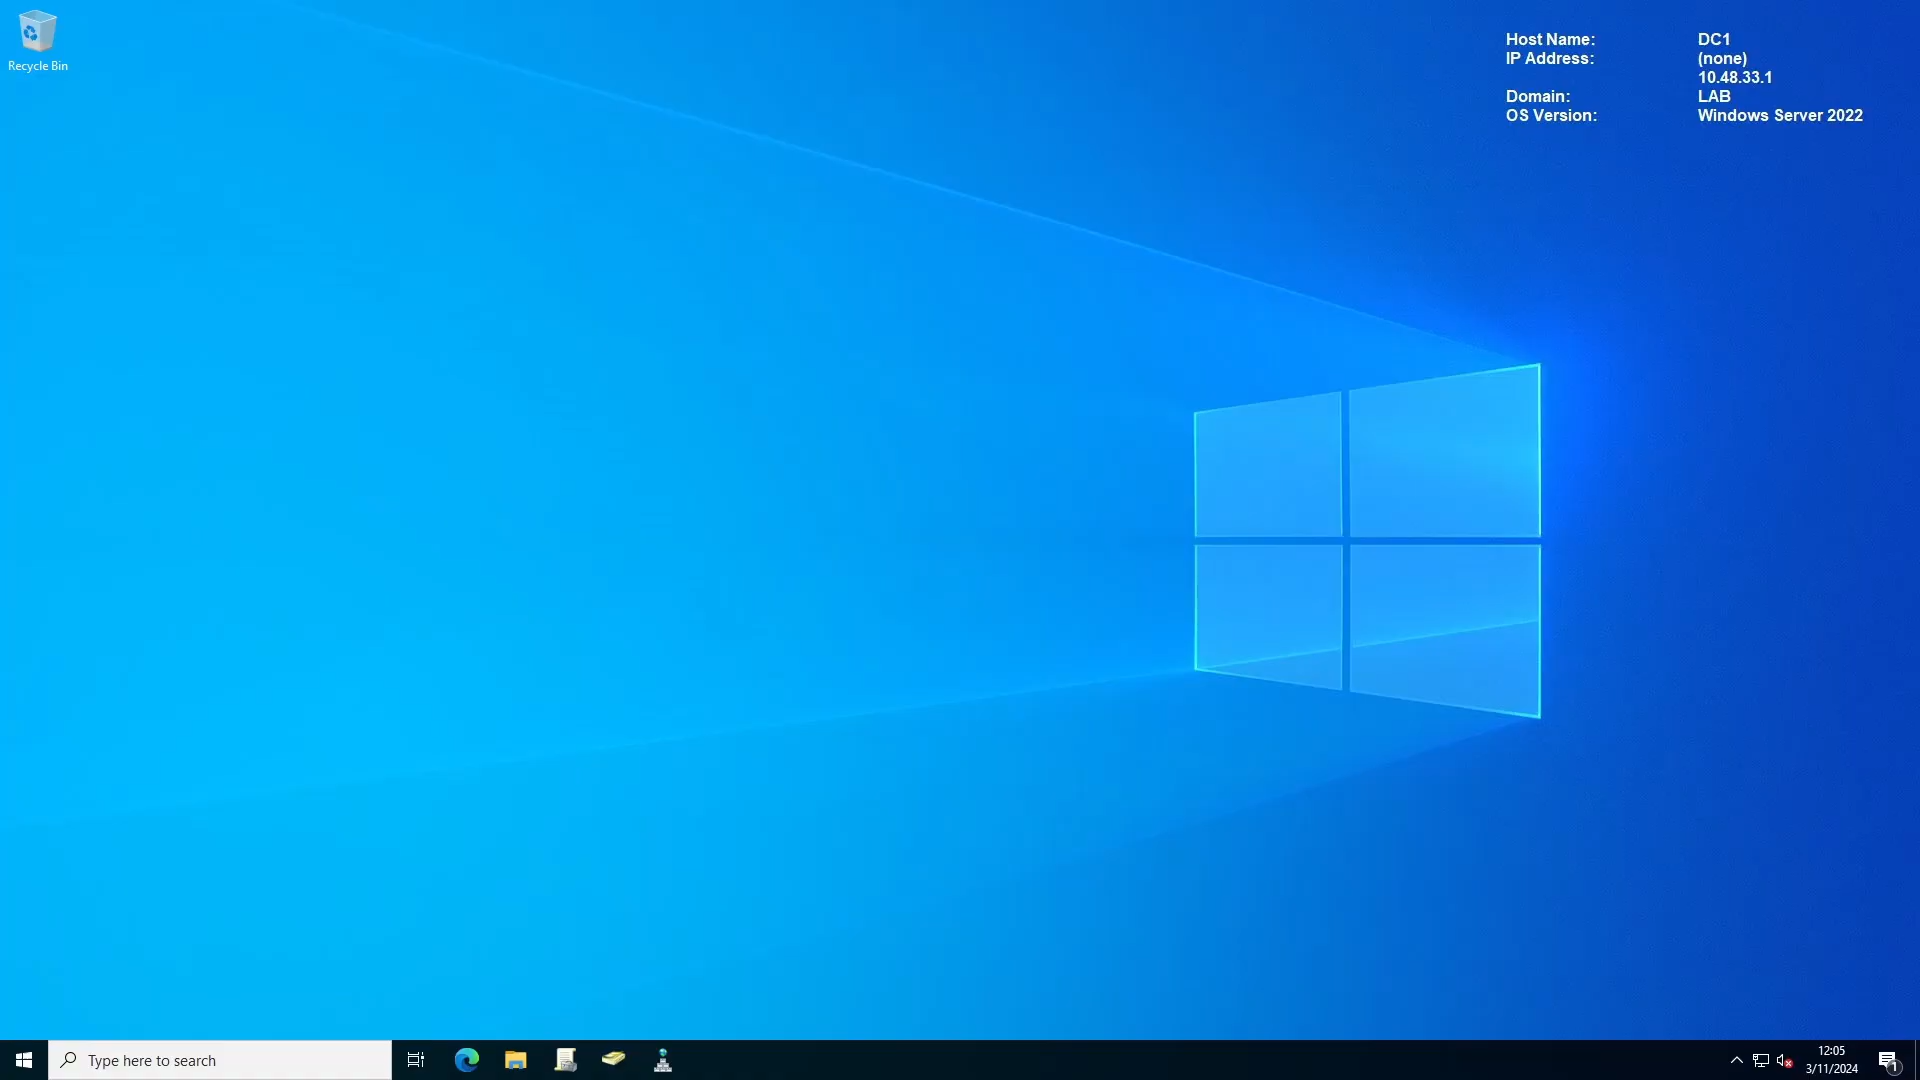 Recycle Bin
Host Name: DC1
IP Address: (none)
10.48.33.1
Domain: LAB
OS Version: Windows Server 2022
Type here to search
12:05
3/11/2024
1